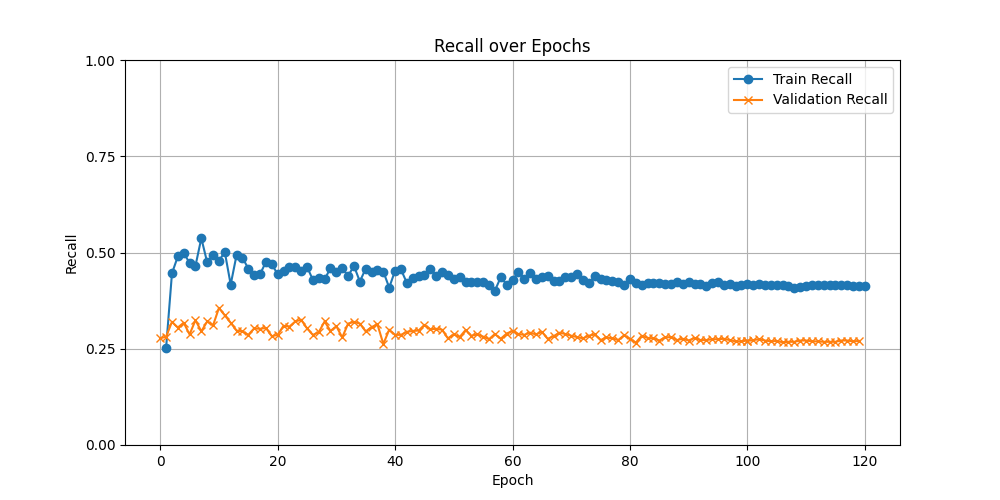 Recall over Epochs
Train Recall
Validation Recall
1.00
0.75
0.50
0.25
0.00
Recall
0 20 40 60 80 100 120
Epoch